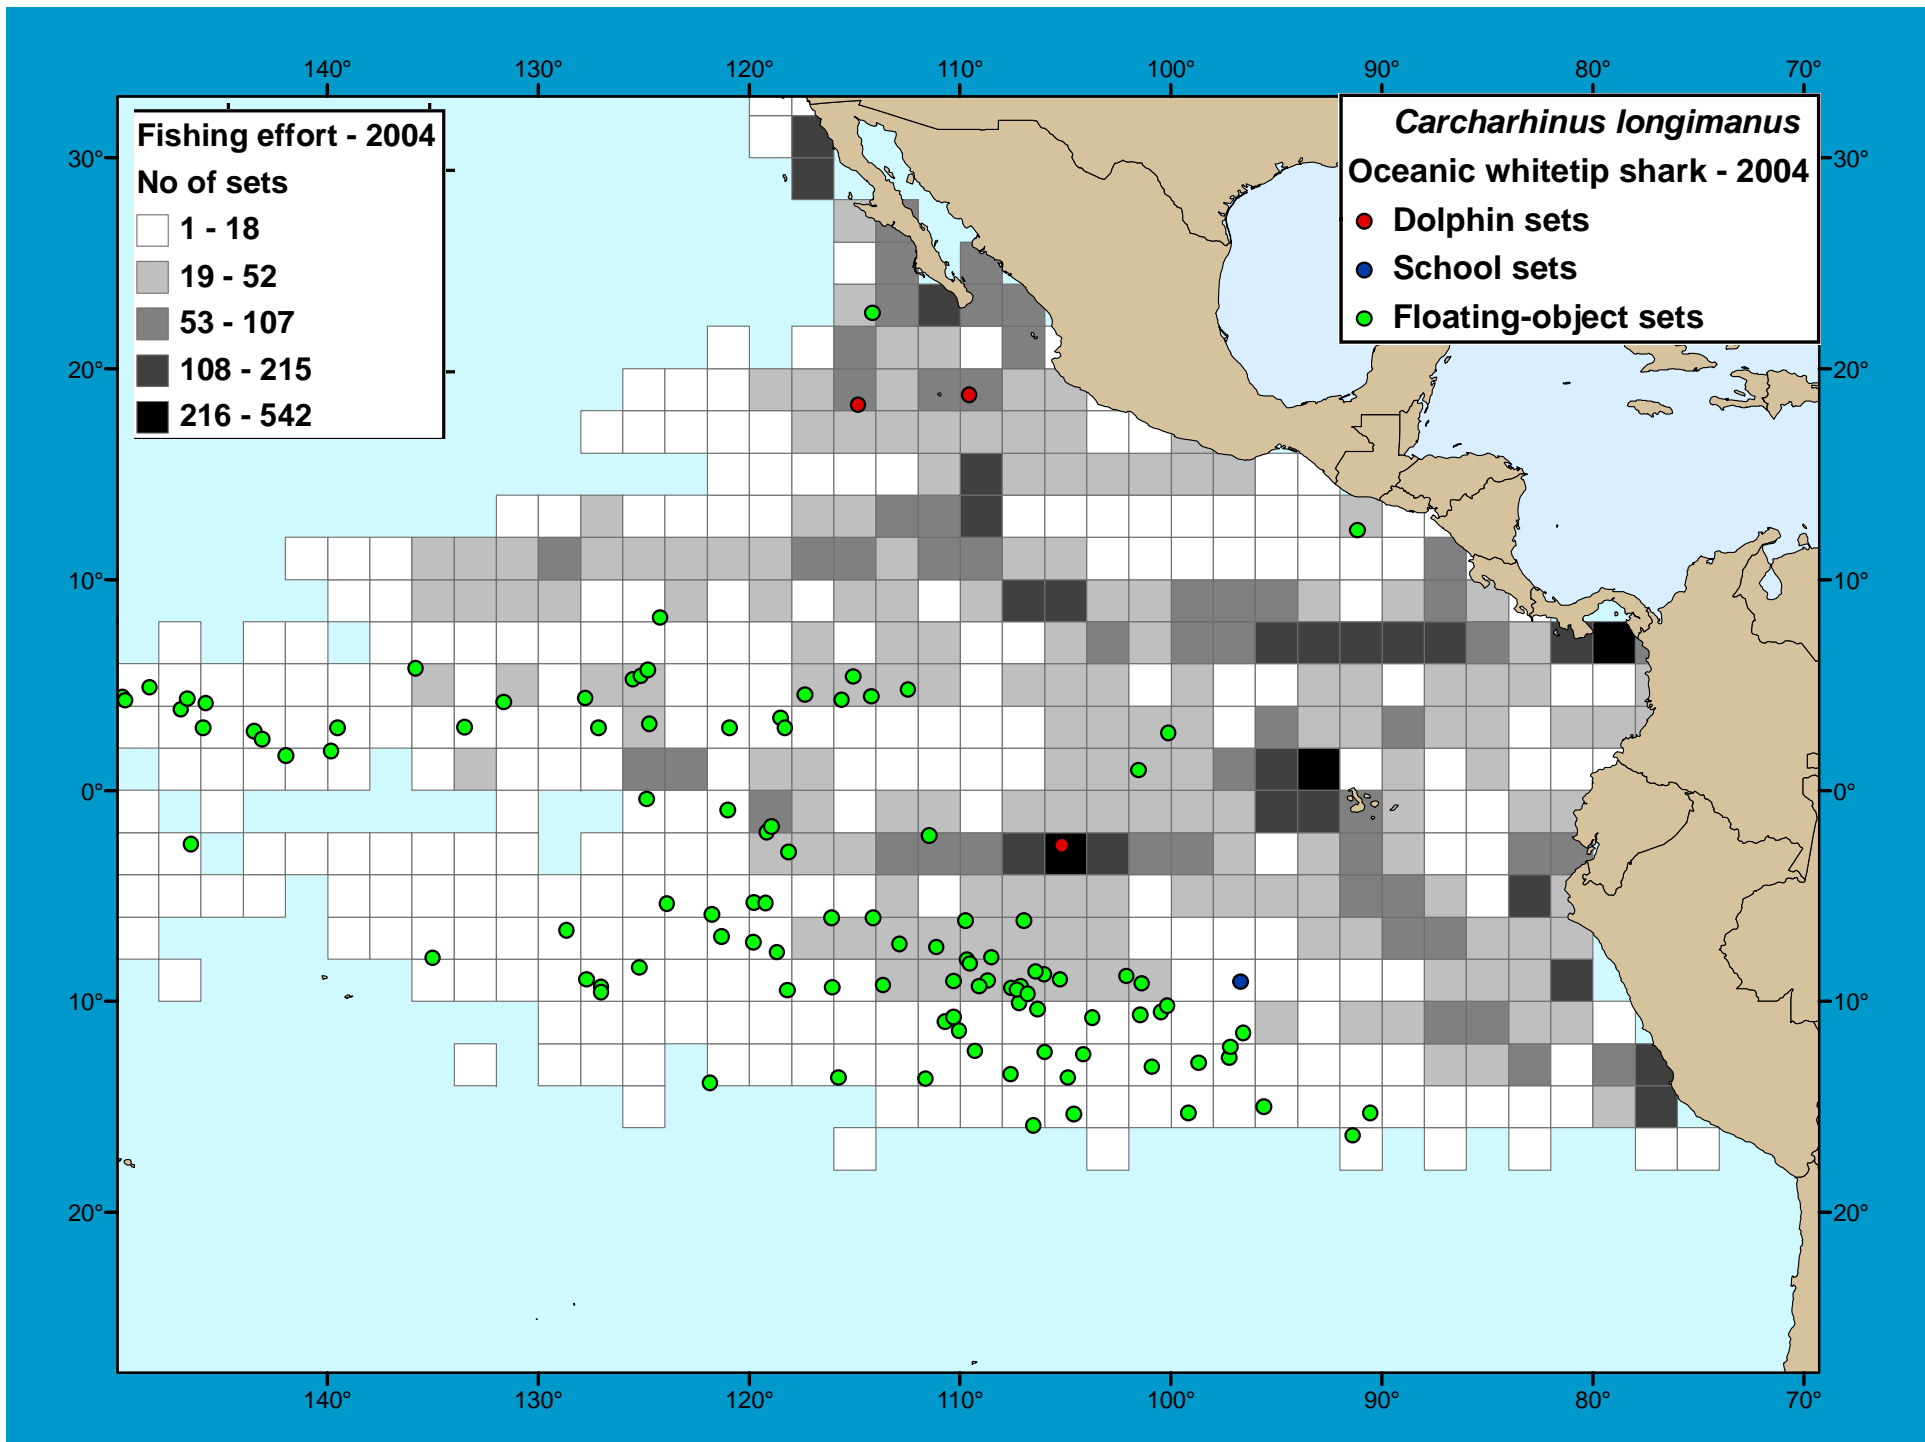 140° 130° 120° 110° 100° 90° 80° 70°
Fishing effort - 2004
No of sets
1 - 18
19 - 52
53 - 107
108 - 215
216 - 542
Carcharhinus longimanus
Oceanic whitetip shark - 2004
Dolphin sets
School sets
Floating-object sets
30° 30°
20° 20°
10° 10°
0° 0°
10° 10°
20° 20°
140° 130° 120° 110° 100° 90° 80° 70°